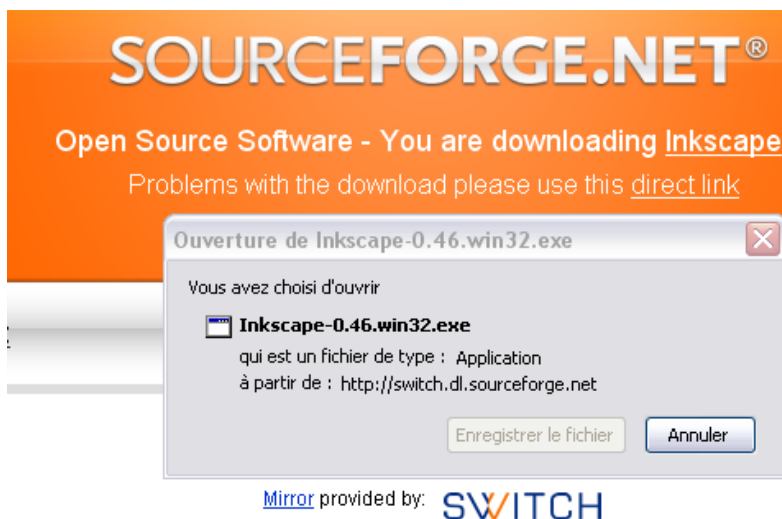 SOURCEFORGE.NET®
Open Source Software - You are downloading Inkscape
Problems with the download please use this direct link
Ouverture de Inkscape-0.46.win32.exe
Vous avez choisi d'ouvrir
Inkscape-0.46.win32.exe
qui est un fichier de type : Application
à partir de : http://switch.dl.sourceforge.net
Enregistrer le fichier Annuler
Mirror provided by: SWITCH